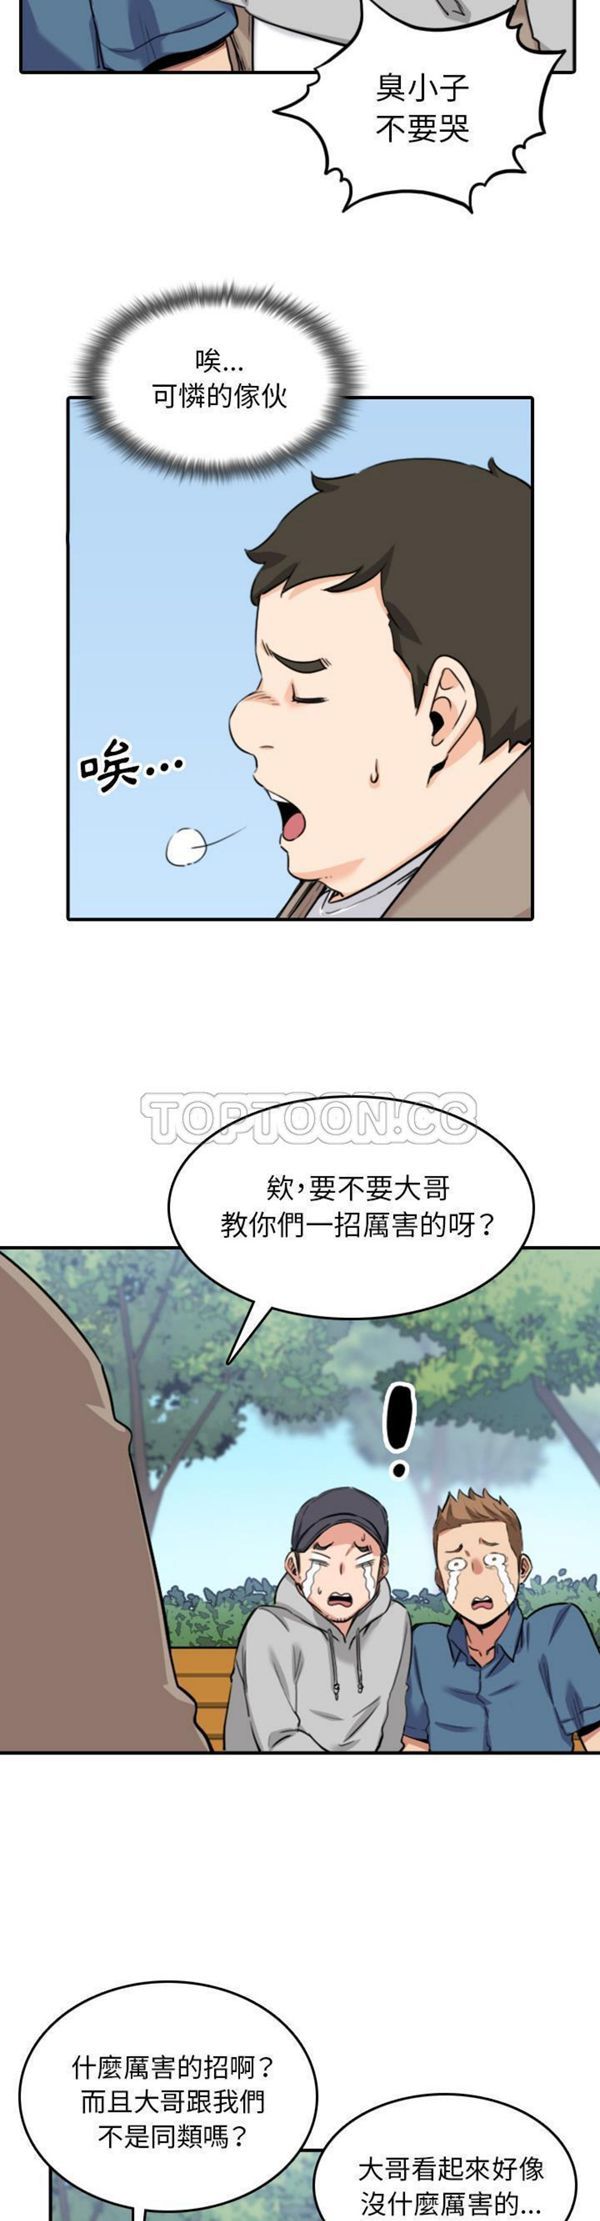 臭小子
不要哭
唉…
可憐的傢伙
唉…
TOPTOON.CC
欸，要不要大哥
教你們一招厲害的呀？
！
什麼厲害的招啊？
而且大哥跟我們
不是同類嗎？
大哥看起來好像
沒什麼厲害的…